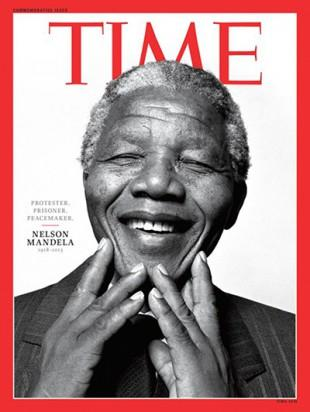 COMMEMORATIVE ISSUE
TIME
PROTESTER.
PRISONER.
PEACEMAKER.
NELSON
MANDELA
1918–2013